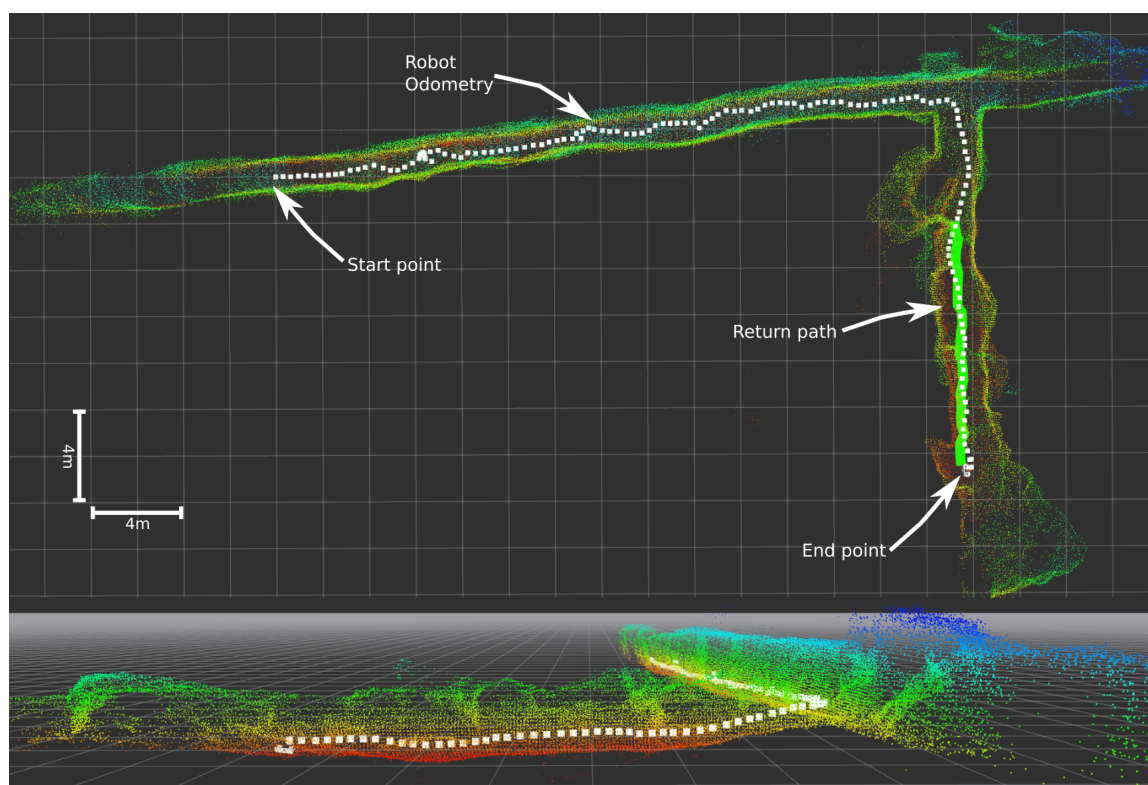 Robot
Odometry
Start point
Return path
4m
4m
End point